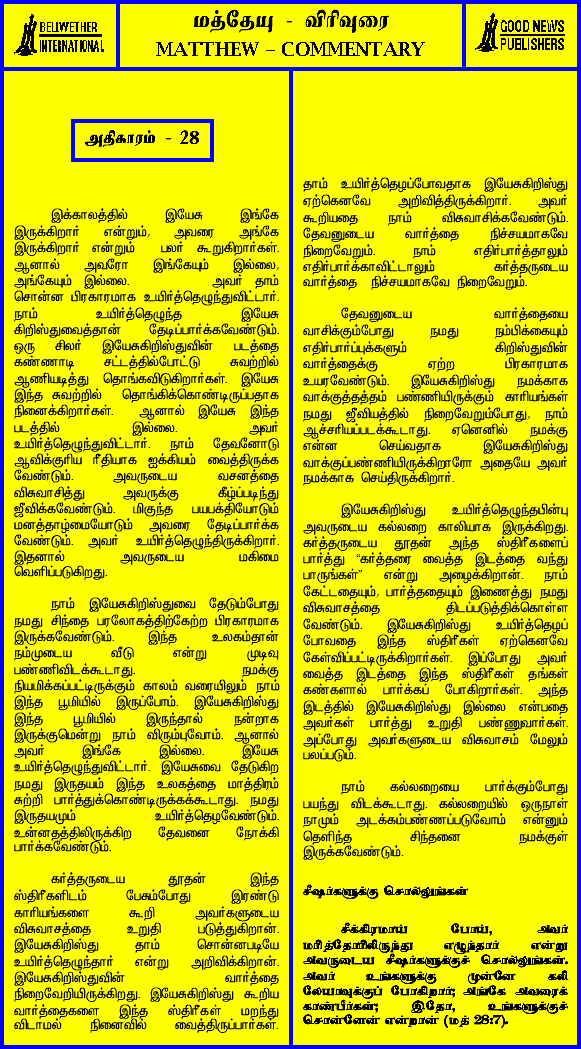 BELIWETHER
INTERNATIONAL
மத்தேயு - விரிவுரை
MATTHEW – COMMENTARY
GOOD NEWS
PUBLISHERS
அதிகாரம் - 28
இக்காலத்தில் இயேசு இங்கே
இருக்கிறார் என்றும், அவரை அங்கே
இருக்கிறார் என்றும் பலர் கூறுகிறார்கள்.
ஆனால் அவரோ இங்கேயும் இல்லை,
அங்கேயும் இல்லை. அவர் தாம்
சொன்ன பிரகாரமாக உயிர்த்தெழுந்துவிட்டார்.
நாம் உயிர்த்தெழுந்த இயேசு
கிறிஸ்துவைத்தான் தேடிப்பார்க்கவேண்டும்.
ஒரு சிலர் இயேசுகிறிஸ்துவின் படத்தை
கண்ணாடி சட்டத்தில்போட்டு சுவற்றில்
ஆணியடித்து தொங்கவிடுகிறார்கள். இயேசு
இந்த சுவற்றில் தொங்கிக்கொண்டிருப்பதாக
நினைக்கிறார்கள். ஆனால் இயேசு இந்த
படத்தில் இல்லை. அவர்
உயிர்த்தெழுந்துவிட்டார். நாம் தேவனோடு
ஆவிக்குரிய ரீதியாக ஐக்கியம் வைத்திருக்க
வேண்டும். அவருடைய வசனத்தை
விசுவாசித்து அவருக்கு கீழ்ப்படிந்து
ஜீவிக்கவேண்டும். மிகுந்த பயபக்தியோடும்
மனத்தாழ்மையோடும் அவரை தேடிப்பார்க்க
வேண்டும். அவர் உயிர்த்தெழுந்திருக்கிறார்.
இதனால் அவருடைய மகிமை
வெளிப்படுகிறது.
நாம் இயேசுகிறிஸ்துவை தேடும்போது
நமது சிந்தை பரலோகத்திற்கேற்ற பிரகாரமாக
இருக்கவேண்டும். இந்த உலகம்தான்
நம்முடைய வீடு என்று முடிவு
பண்ணிவிடக்கூடாது. நமக்கு
நியமிக்கப்பட்டிருக்கும் காலம் வரையிலும் நாம்
இந்த பூமியில் இருப்போம். இயேசுகிறிஸ்து
இந்த பூமியில் இருந்தால் நன்றாக
இருக்குமென்று நாம் விரும்புவோம். ஆனால்
அவர் இங்கே இல்லை. இயேசு
உயிர்த்தெழுந்துவிட்டார். இயேசுவை தேடுகிற
நமது இருதயம் இந்த உலகத்தை மாத்திரம்
சுற்றி பார்த்துக்கொண்டிருக்கக்கூடாது. நமது
இருதயமும் உயிர்த்தெழவேண்டும்.
உன்னதத்திலிருக்கிற தேவனை நோக்கி
பார்க்கவேண்டும்.
கர்த்தருடைய தூதன் இந்த
ஸ்திரீகளிடம் பேசும்போது இரண்டு
காரியங்களை கூறி அவர்களுடைய
விசுவாசத்தை உறுதி படுத்துகிறான்.
இயேசுகிறிஸ்து தாம் சொன்னபடியே
உயிர்த்தெழுந்தார் என்று அறிவிக்கிறான்.
இயேசுகிறிஸ்துவின் வார்த்தை
நிறைவேறியிருக்கிறது. இயேசுகிறிஸ்து கூறிய
வார்த்தைகளை இந்த ஸ்திரீகள் மறந்து
விடாமல் நினைவில் வைத்திருப்பார்கள்.
தாம் உயிர்த்தெழப்போவதாக இயேசுகிறிஸ்து
ஏற்கெனவே அறிவித்திருக்கிறார். அவர்
கூறியதை நாம் விசுவாசிக்கவேண்டும்.
தேவனுடைய வார்த்தை நிச்சயமாகவே
நிறைவேறும். நாம் எதிர்பார்த்தாலும்
எதிர்பார்க்காவிட்டாலும் கர்த்தருடைய
வார்த்தை நிச்சயமாகவே நிறைவேறும்.
தேவனுடைய வார்த்தையை
வாசிக்கும்போது நமது நம்பிக்கையும்
எதிர்பார்ப்புக்களும் கிறிஸ்துவின்
வார்த்தைக்கு ஏற்ற பிரகாரமாக
உயரவேண்டும். இயேசுகிறிஸ்து நமக்காக
வாக்குத்தத்தம் பண்ணியிருக்கும் காரியங்கள்
நமது ஜீவியத்தில் நிறைவேறும்போது, நாம்
ஆச்சரியப்படக்கூடாது. ஏனெனில் நமக்கு
என்ன செய்வதாக இயேசுகிறிஸ்து
வாக்குப்பண்ணியிருக்கிறாரோ அதையே அவர்
நமக்காக செய்திருக்கிறார்.
இயேசுகிறிஸ்து உயிர்த்தெழுந்தபின்பு
அவருடைய கல்லறை காலியாக இருக்கிறது.
கர்த்தருடைய தூதன் அந்த ஸ்திரீகளைப்
பார்த்து “கர்த்தரை வைத்த இடத்தை வந்து
பாருங்கள்” என்று அழைக்கிறான். நாம்
கேட்டதையும், பார்த்ததையும் இணைத்து நமது
விசுவாசத்தை திடப்படுத்திக்கொள்ள
வேண்டும். இயேசுகிறிஸ்து உயிர்த்தெழப்
போவதை இந்த ஸ்திரீகள் ஏற்கெனவே
கேள்விப்பட்டிருக்கிறார்கள். இப்போது அவர்
வைத்த இடத்தை இந்த ஸ்திரீகள் தங்கள்
கண்களால் பார்க்கப் போகிறார்கள். அந்த
இடத்தில் இயேசுகிறிஸ்து இல்லை என்பதை
அவர்கள் பார்த்து உறுதி பண்ணுவார்கள்.
அப்போது அவர்களுடைய விசுவாசம் மேலும்
பலப்படும்.
நாம் கல்லறையை பார்க்கும்போது
பயந்து விடக்கூடாது. கல்லறையில் ஒருநாள்
நாமும் அடக்கம்பண்ணப்படுவோம் என்னும்
தெளிந்த சிந்தனை நமக்குள்
இருக்கவேண்டும்.
சீஷர்களுக்கு சொல்லுங்கள்
சீக்கிரமாய் போய், அவர்
மரித்தோரிலிருந்து எழுந்தார் என்று
அவருடைய சீஷர்களுக்குச் சொல்லுங்கள்.
அவர் உங்களுக்கு முன்னே கலி
லேயாவுக்குப் போகிறார்; அங்கே அவரைக்
காண்பீர்கள்; இதோ, உங்களுக்குச்
சொன்னேன் என்றான் (மத் 28:7).